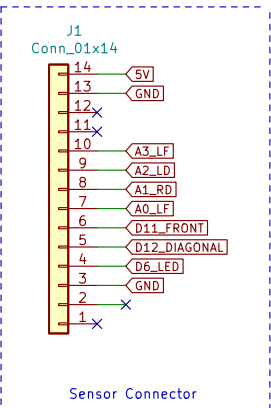 J1
Conn_01x14
14 5V
13 GND
12
11
10 A3_LF
9 A2_LD
8 A1_RD
7 A0_LF
6 D11_FRONT
5 D12_DIAGONAL
4 D6_LED
3 GND
2
1
Sensor Connector